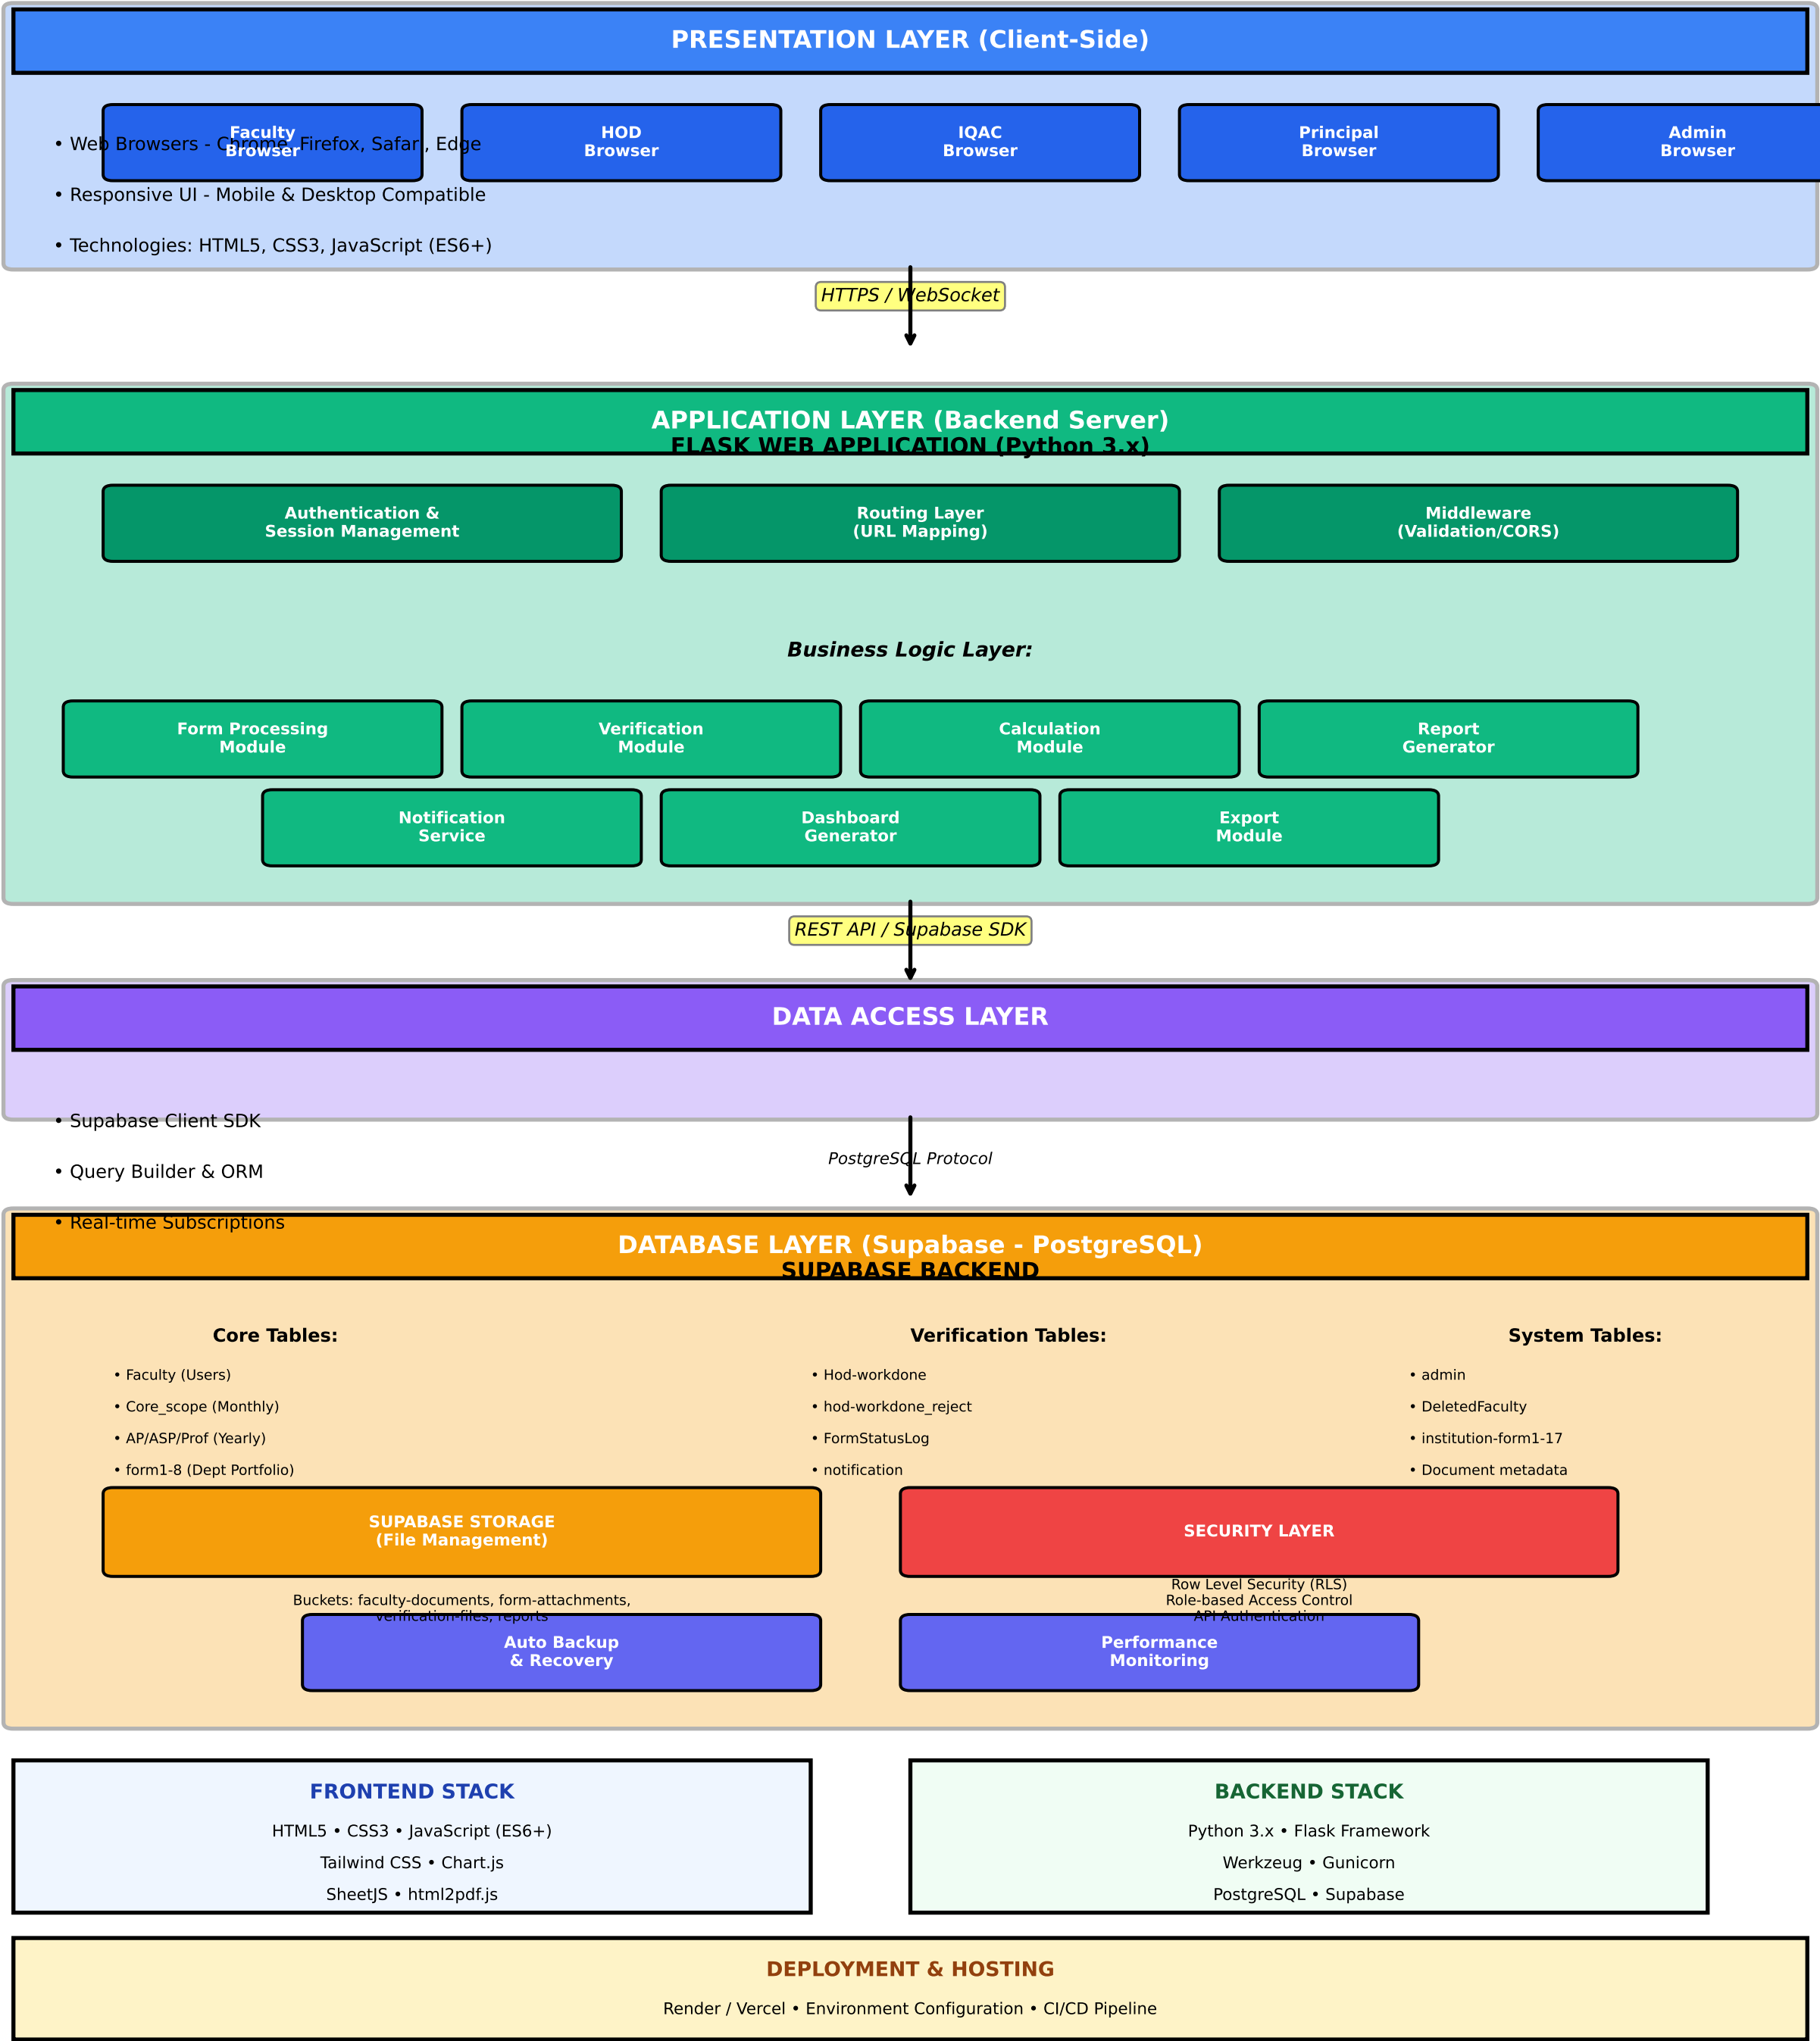 PRESENTATION LAYER (Client-Side)
Faculty
Browser
HOD
Browser
IQAC
Browser
Principal
Browser
Admin
Browser
• Web Browsers - Chrome, Firefox, Safari, Edge
• Responsive UI - Mobile & Desktop Compatible
• Technologies: HTML5, CSS3, JavaScript (ES6+)
HTTPS / WebSocket
APPLICATION LAYER (Backend Server)
FLASK WEB APPLICATION (Python 3.x)
Authentication &
Session Management
Routing Layer
(URL Mapping)
Middleware
(Validation/CORS)
Business Logic Layer:
Form Processing
Module
Verification
Module
Calculation
Module
Report
Generator
Notification
Service
Dashboard
Generator
Export
Module
REST API / Supabase SDK
DATA ACCESS LAYER
• Supabase Client SDK
• Query Builder & ORM
• Real-time Subscriptions
PostgreSQL Protocol
DATABASE LAYER (Supabase - PostgreSQL)
SUPABASE BACKEND
Core Tables:
• Faculty (Users)
• Core_scope (Monthly)
• AP/ASP/Prof (Yearly)
• form1-8 (Dept Portfolio)
Verification Tables:
• Hod-workdone
• hod-workdone_reject
• FormStatusLog
• notification
System Tables:
• admin
• DeletedFaculty
• institution-form1-17
• Document metadata
SUPABASE STORAGE
(File Management)
Buckets: faculty-documents, form-attachments,
verification-files, reports
SECURITY LAYER
Row Level Security (RLS)
Role-based Access Control
API Authentication
Auto Backup
& Recovery
Performance
Monitoring
FRONTEND STACK
HTML5 • CSS3 • JavaScript (ES6+)
Tailwind CSS • Chart.js
SheetJS • html2pdf.js
BACKEND STACK
Python 3.x • Flask Framework
Werkzeug • Gunicorn
PostgreSQL • Supabase
DEPLOYMENT & HOSTING
Render / Vercel • Environment Configuration • CI/CD Pipeline